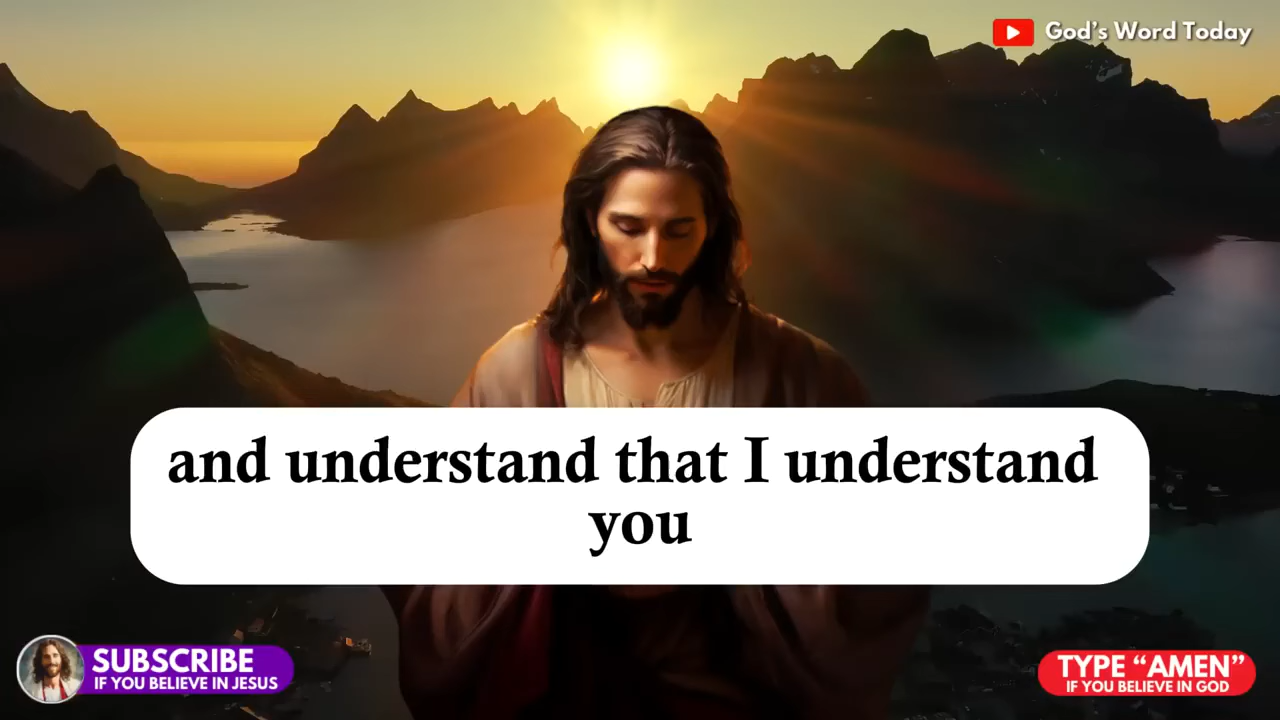 God's Word Today
and understand that I understand
you
SUBSCRIBE
IF YOU BELIEVE IN JESUS
TYPE “AMEN”
IF YOU BELIEVE IN GOD